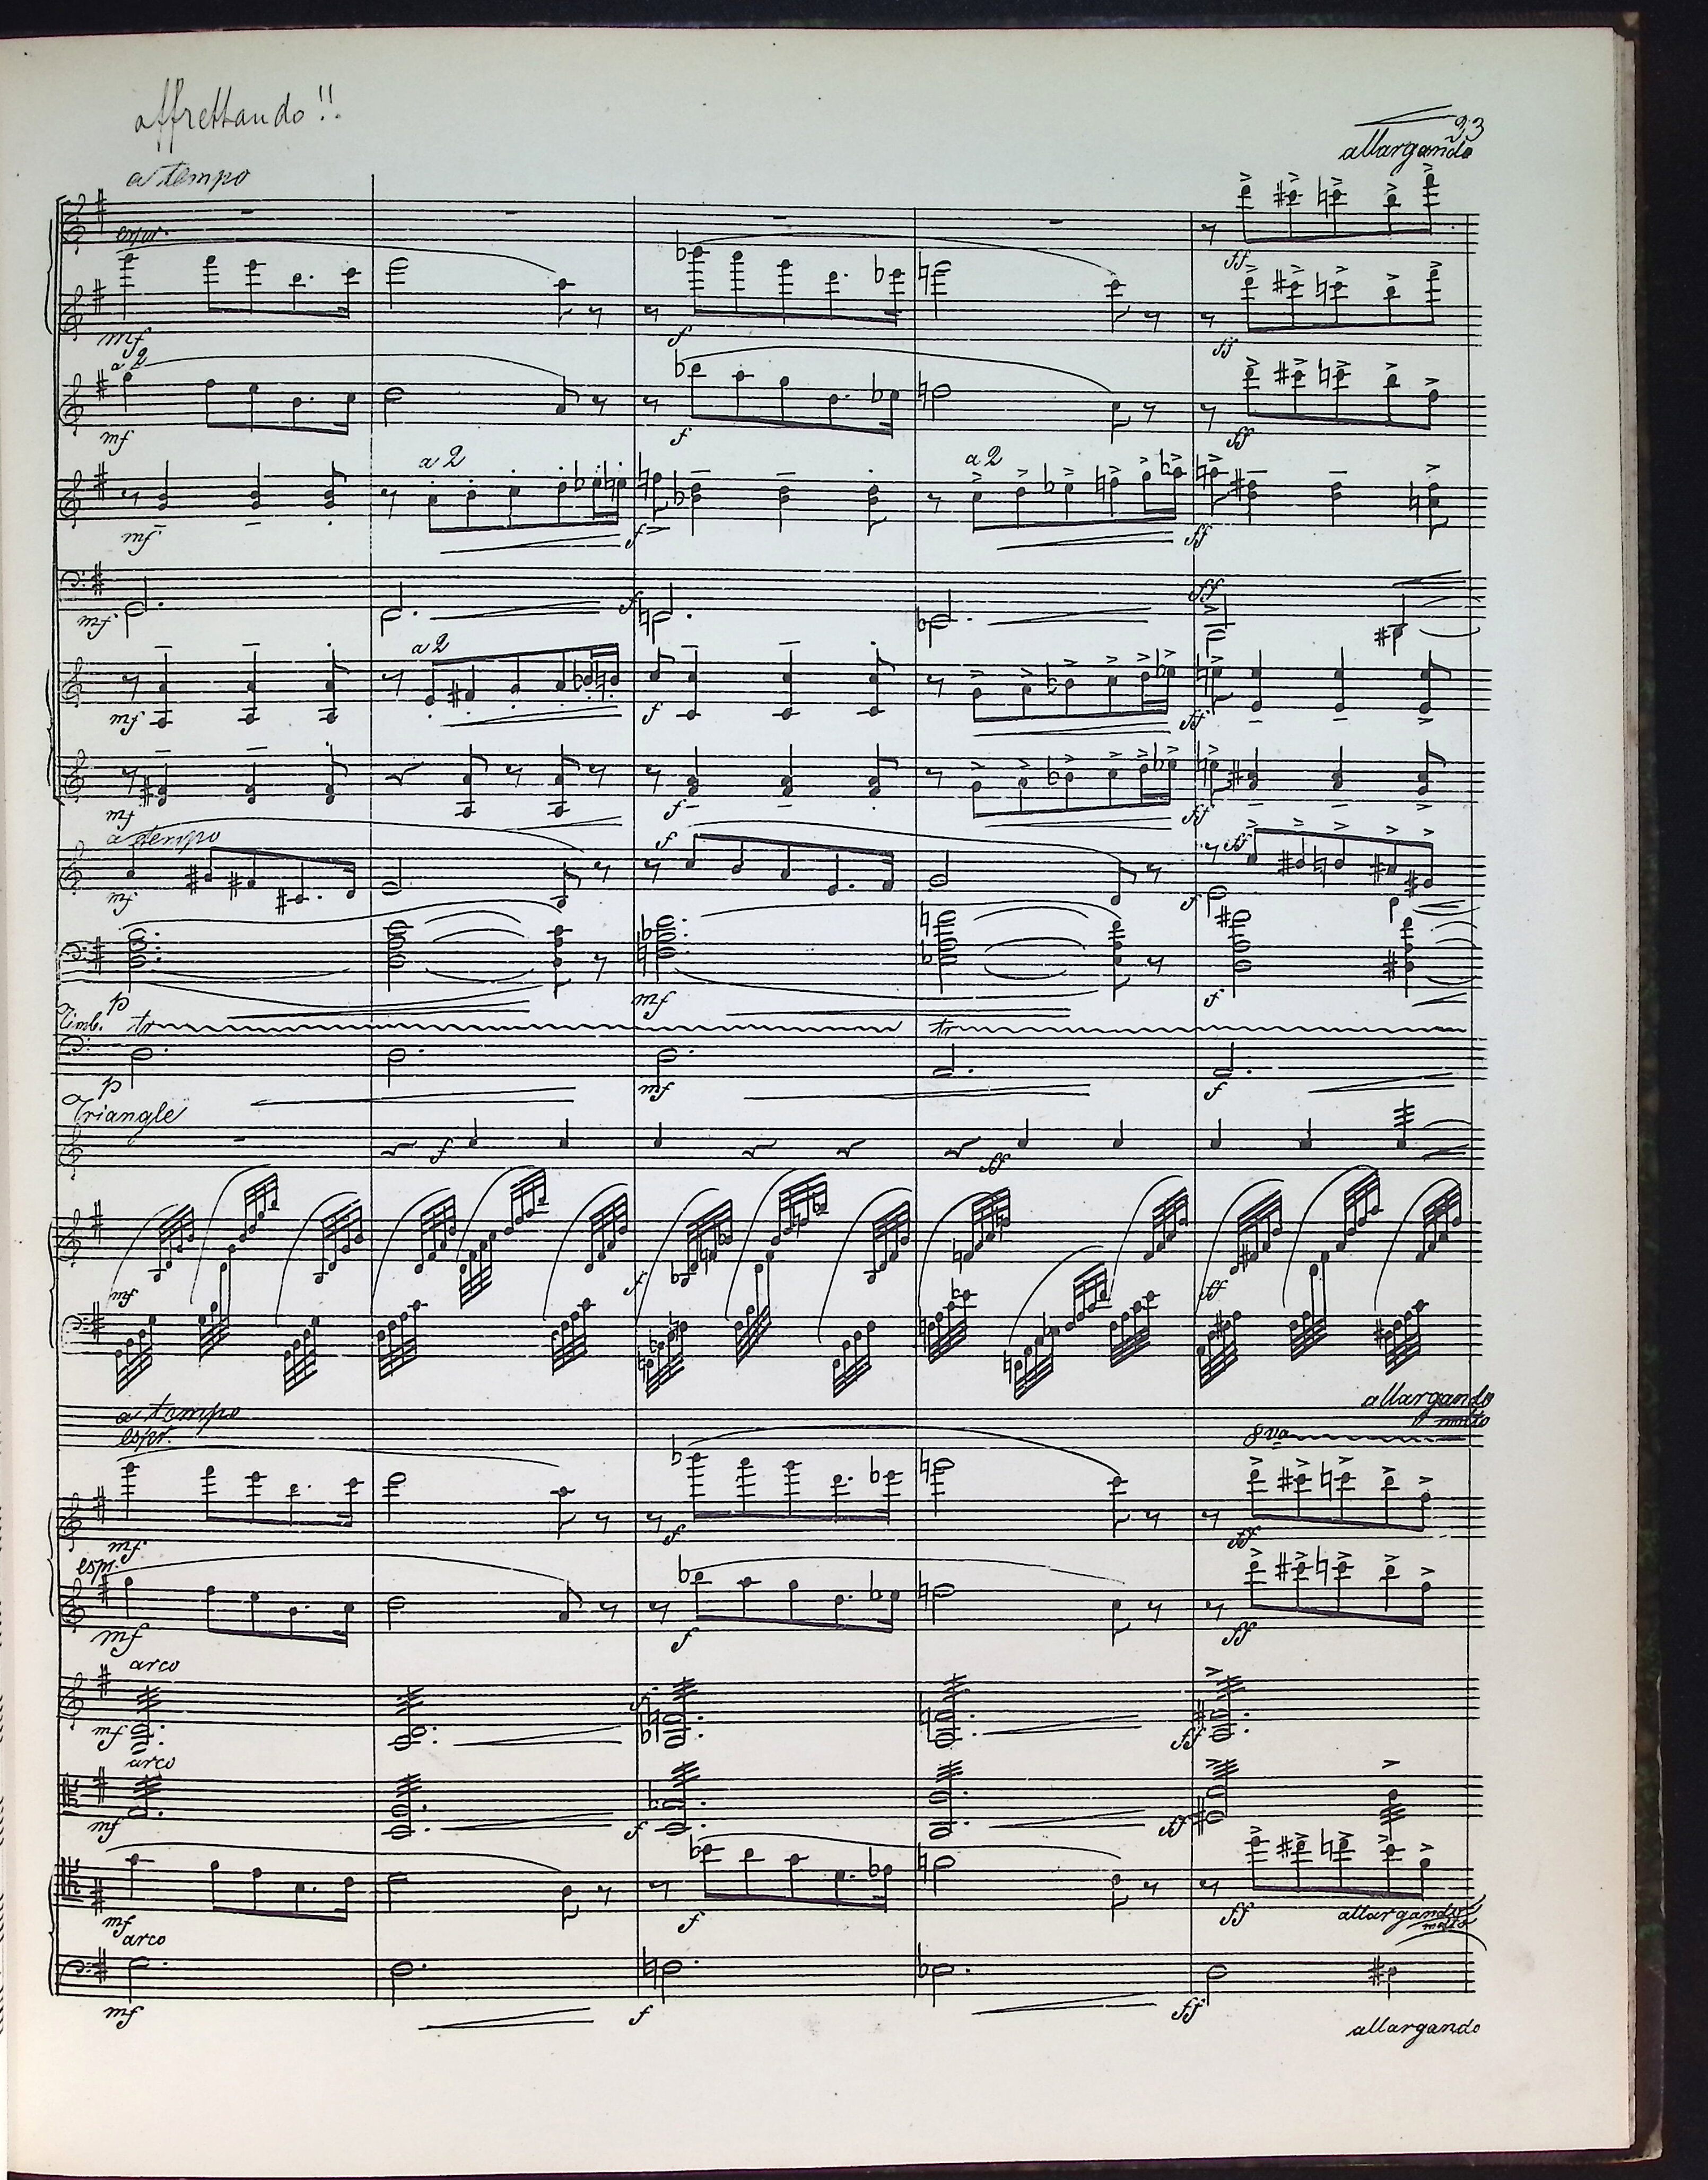 affrettando!!
23
allargando
a tempo
espr.
mf
f
ff
ff
a 2
mf
f
ff
a 2
a 2
mf
f
ff
mf
f
ff
a 2
mf
f
ff
mf
f
ff
a tempo
mf
f
f
ff
p
mf
f
Timb.
tr
tr
p
mf
f
Triangle
f
ff
mf
f
ff
a tempo
allargando
molto
espr.
8va
mf
f
ff
espr.
mf
f
ff
arco
mf
ff
arco
mf
f
ff
mf
f
ff
allargando
molto
arco
mf
f
ff
allargando